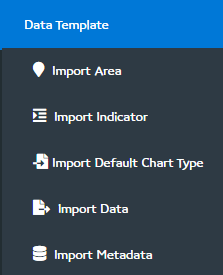 Data Template
Import Area
Import Indicator
Import Default Chart Type
Import Data
Import Metadata